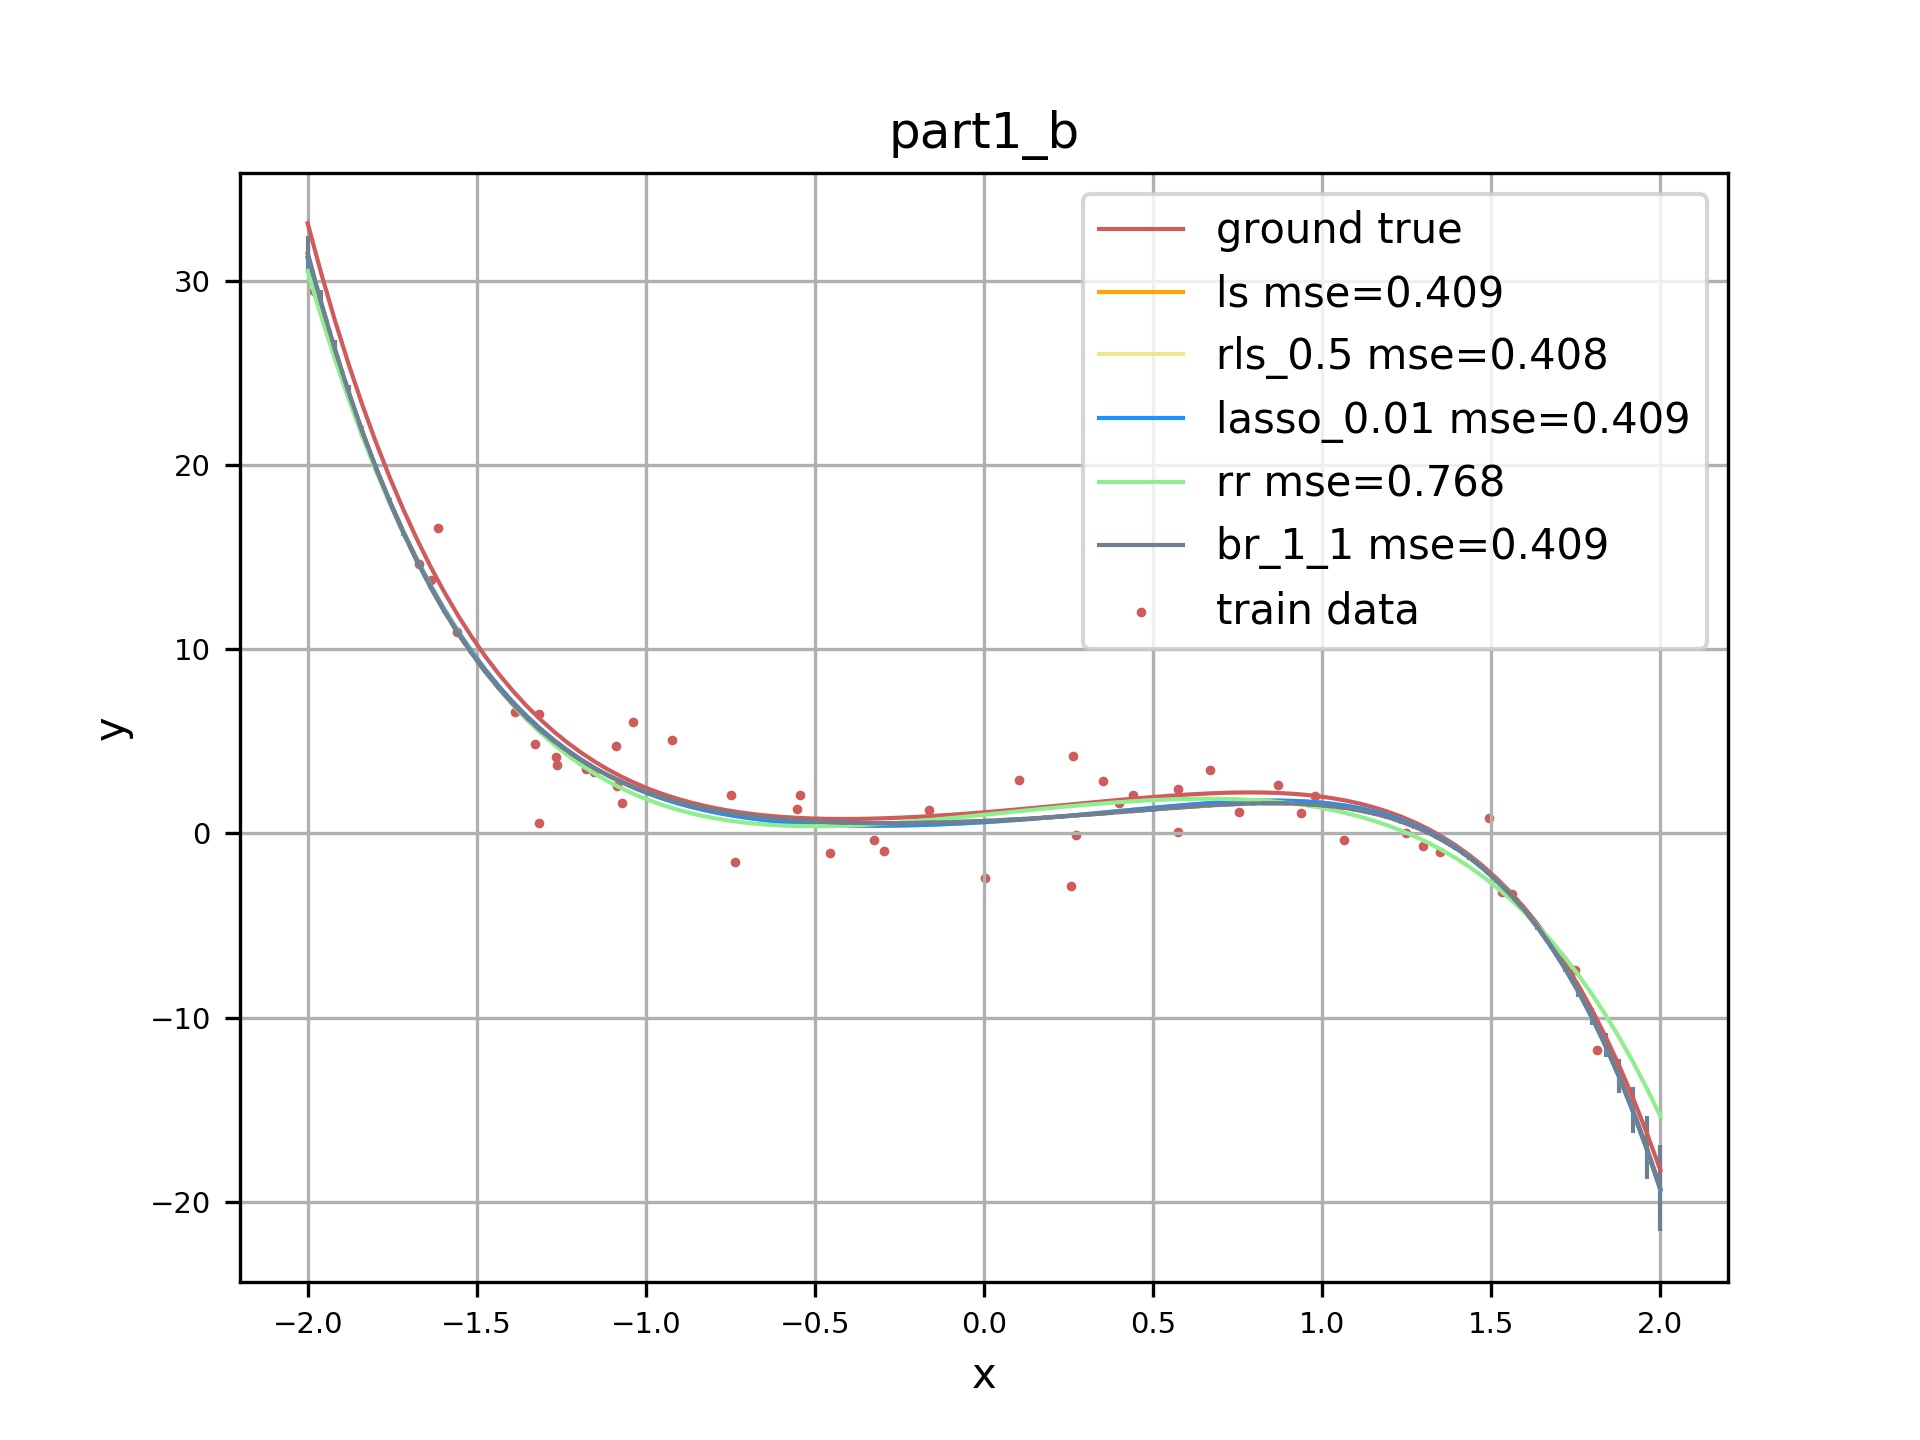 part1_b
ground true
ls mse=0.409
rls_0.5 mse=0.408
lasso_0.01 mse=0.409
rr mse=0.768
br_1_1 mse=0.409
train data
30
20
10
0
−10
−20
y
−2.0 −1.5 −1.0 −0.5 0.0 0.5 1.0 1.5 2.0
x